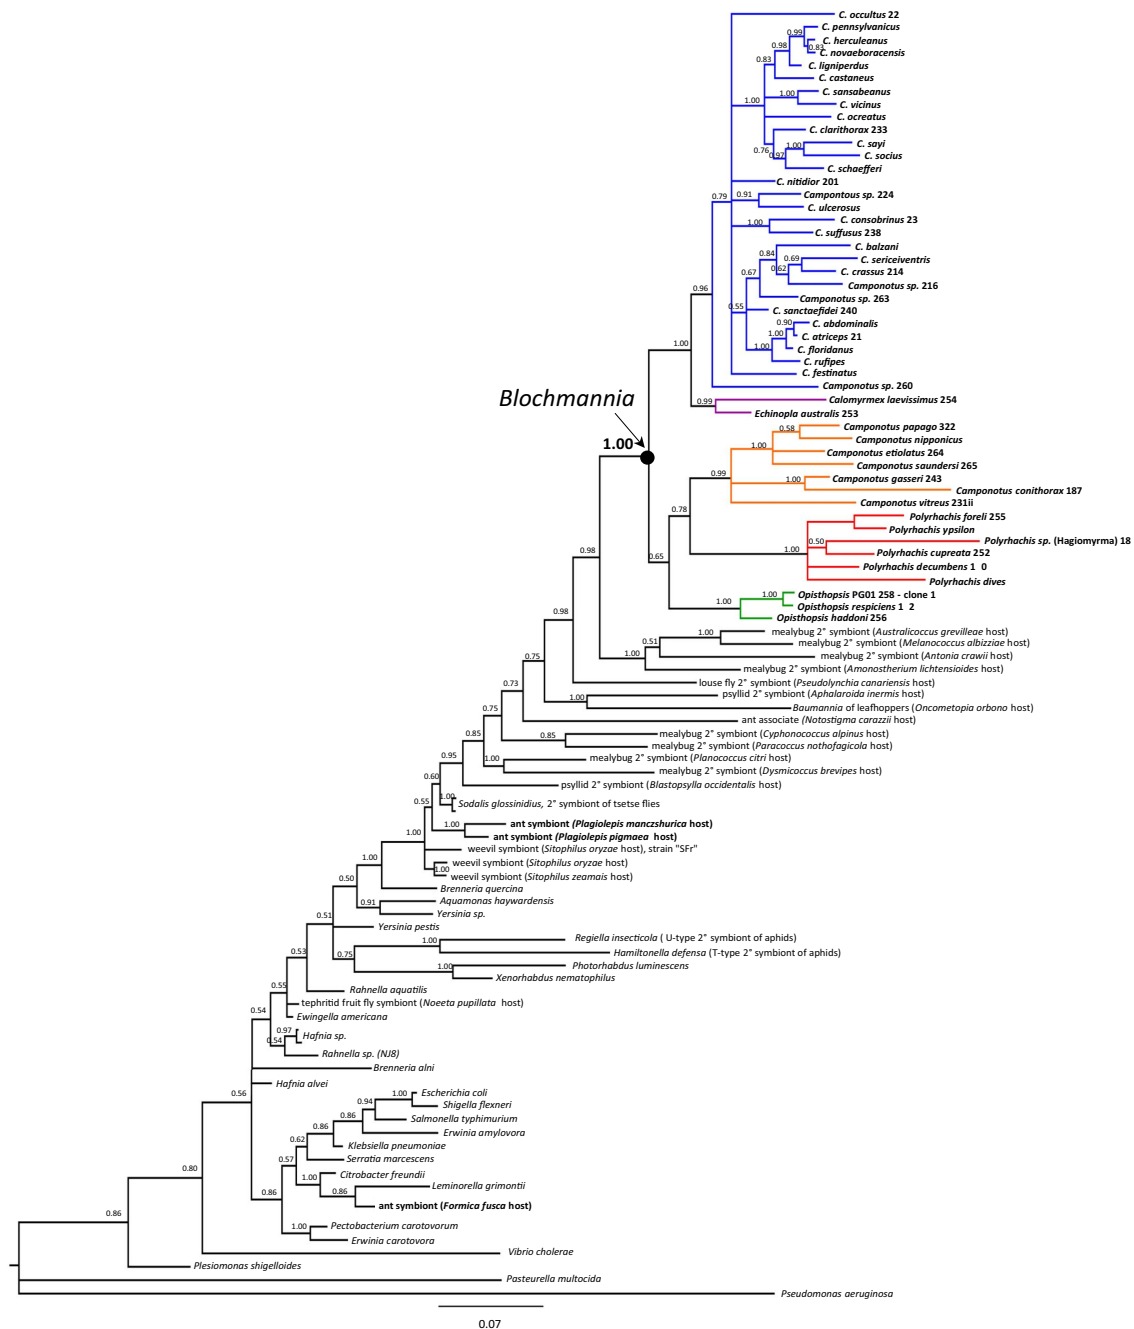 C. occultus 22
C. pennsylvanicus
0.99
C. herculeanus
0.83
0.98
C. novaeboracensis
0.83
C. ligniperdus
C. castaneus
C. sansabeanus
1.00
1.00
C. vicinus
C. ocreatus
C. clarithorax 233
C. sayi
1.00
0.76
0.97
C. socius
C. schaefferi
C. nitidior 201
0.79
0.91
Campontous sp. 224
C. ulcerosus
C. consobrinus 23
1.00
C. suffusus 238
C. balzani
0.84
0.69
C. sericeiventris
0.67
0.62
C. crassus 214
Camponotus sp. 216
0.96
Camponotus sp. 263
0.55
C. sanctaefidei 240
0.90
C. abdominalis
1.00
C. atriceps 21
1.00
1.00
C. floridanus
C. rufipes
C. festinatus
Camponotus sp. 260
Blochmannia
0.99
Calomyrmex laevissimus 254
Echinopla australis 253
0.58
Camponotus papago 322
1.00
1.00
Camponotus nipponicus
Camponotus etiolatus 264
Camponotus saundersi 265
0.99
1.00
Camponotus gasseri 243
Camponotus conithorax 187
Camponotus vitreus 231ii
0.78
Polyrhachis foreli 255
Polyrhachis ypsilon
0.50
Polyrhachis sp. (Hagiomyrma) 18
0.98
0.65
1.00
Polyrhachis cupreata 252
Polyrhachis decumbens 1 0
Polyrhachis dives
1.00
Opisthopsis PG01 258 - clone 1
1.00
Opisthopsis respiciens 1 2
0.98
Opisthopsis haddoni 256
1.00
mealybug 2° symbiont (Australicoccus grevilleae host)
0.51
mealybug 2° symbiont (Melanococcus albizziae host)
0.75
1.00
mealybug 2° symbiont (Antonia crawii host)
mealybug 2° symbiont (Amonostherium lichtensioides host)
0.73
louse fly 2° symbiont (Pseudolynchia canariensis host)
1.00
psyllid 2° symbiont (Aphalaroida inermis host)
0.75
Baumannia of leafhoppers (Oncometopia orbono host)
ant associate (Notostigma carazzii host)
0.85
0.85
mealybug 2° symbiont (Cyphonococcus alpinus host)
0.95
mealybug 2° symbiont (Paracoccus nothofagicola host)
1.00
mealybug 2° symbiont (Planococcus citri host)
mealybug 2° symbiont (Dysmicoccus brevipes host)
0.60
psyllid 2° symbiont (Blastopsylla occidentalis host)
0.55
1.00
Sodalis glossinidius, 2° symbiont of tsetse flies
1.00
1.00
ant symbiont (Plagiolepis manczshurica host)
ant symbiont (Plagiolepis pigmaea host)
weevil symbiont (Sitophilus oryzae host), strain "SFr"
1.00
1.00
weevil symbiont (Sitophilus oryzae host)
weevil symbiont (Sitophilus zeamais host)
0.50
Brenneria quercina
0.91
Aquamonas haywardensis
0.51
Yersinia sp.
Yersinia pestis
1.00
Regiella insecticola ( U-type 2° symbiont of aphids)
0.53
0.75
Hamiltonella defensa (T-type 2° symbiont of aphids)
1.00
Photorhabdus luminescens
Xenorhabdus nematophilus
0.55
Rahnella aquatilis
tephritid fruit fly symbiont (Noeeta pupillata host)
0.54
Ewingella americana
0.97
0.54
Hafnia sp.
Rahnella sp. (NJ8)
Brenneria alni
0.56
Hafnia alvei
1.00
Escherichia coli
0.94
Shigella flexneri
0.86
Salmonella typhimurium
0.86
Erwinia amylovora
0.62
Klebsiella pneumoniae
0.57
Serratia marcescens
0.80
1.00
Citrobacter freundii
0.86
0.86
Leminorella grimontii
ant symbiont (Formica fusca host)
0.86
1.00
Pectobacterium carotovorum
Erwinia carotovora
Vibrio cholerae
Plesiomonas shigelloides
Pasteurella multocida
Pseudomonas aeruginosa
0.07